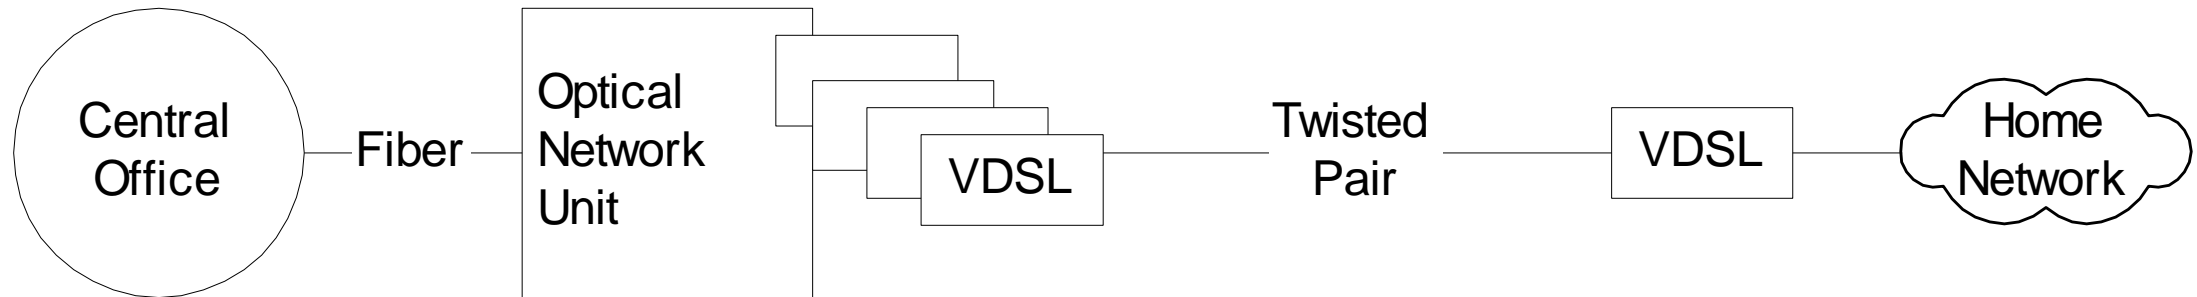 Central
Office
Fiber
Optical
Network
Unit
VDSL
Twisted
Pair
VDSL
Home
Network